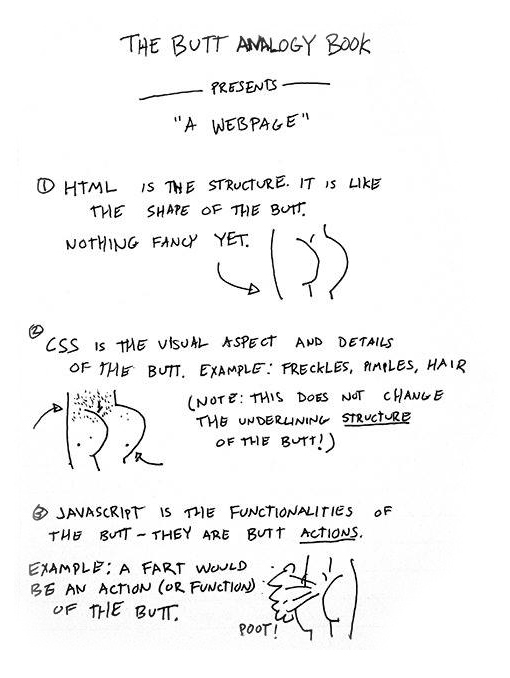 THE BUTT ANALOGY BOOK
PRESENTS
"A WEBPAGE"
① HTML IS THE STRUCTURE. IT IS LIKE
THE SHAPE OF THE BUTT.
NOTHING FANCY YET.
② CSS IS THE VISUAL ASPECT AND DETAILS
OF THE BUTT. EXAMPLE: FRECKLES, PIMPLES, HAIR
(NOTE: THIS DOES NOT CHANGE
THE UNDERLINING STRUCTURE
OF THE BUTT!)
③ JAVASCRIPT IS THE FUNCTIONALITIES OF
THE BUTT - THEY ARE BUTT ACTIONS.
EXAMPLE: A FART WOULD
BE AN ACTION (OR FUNCTION)
OF THE BUTT.
POOT!